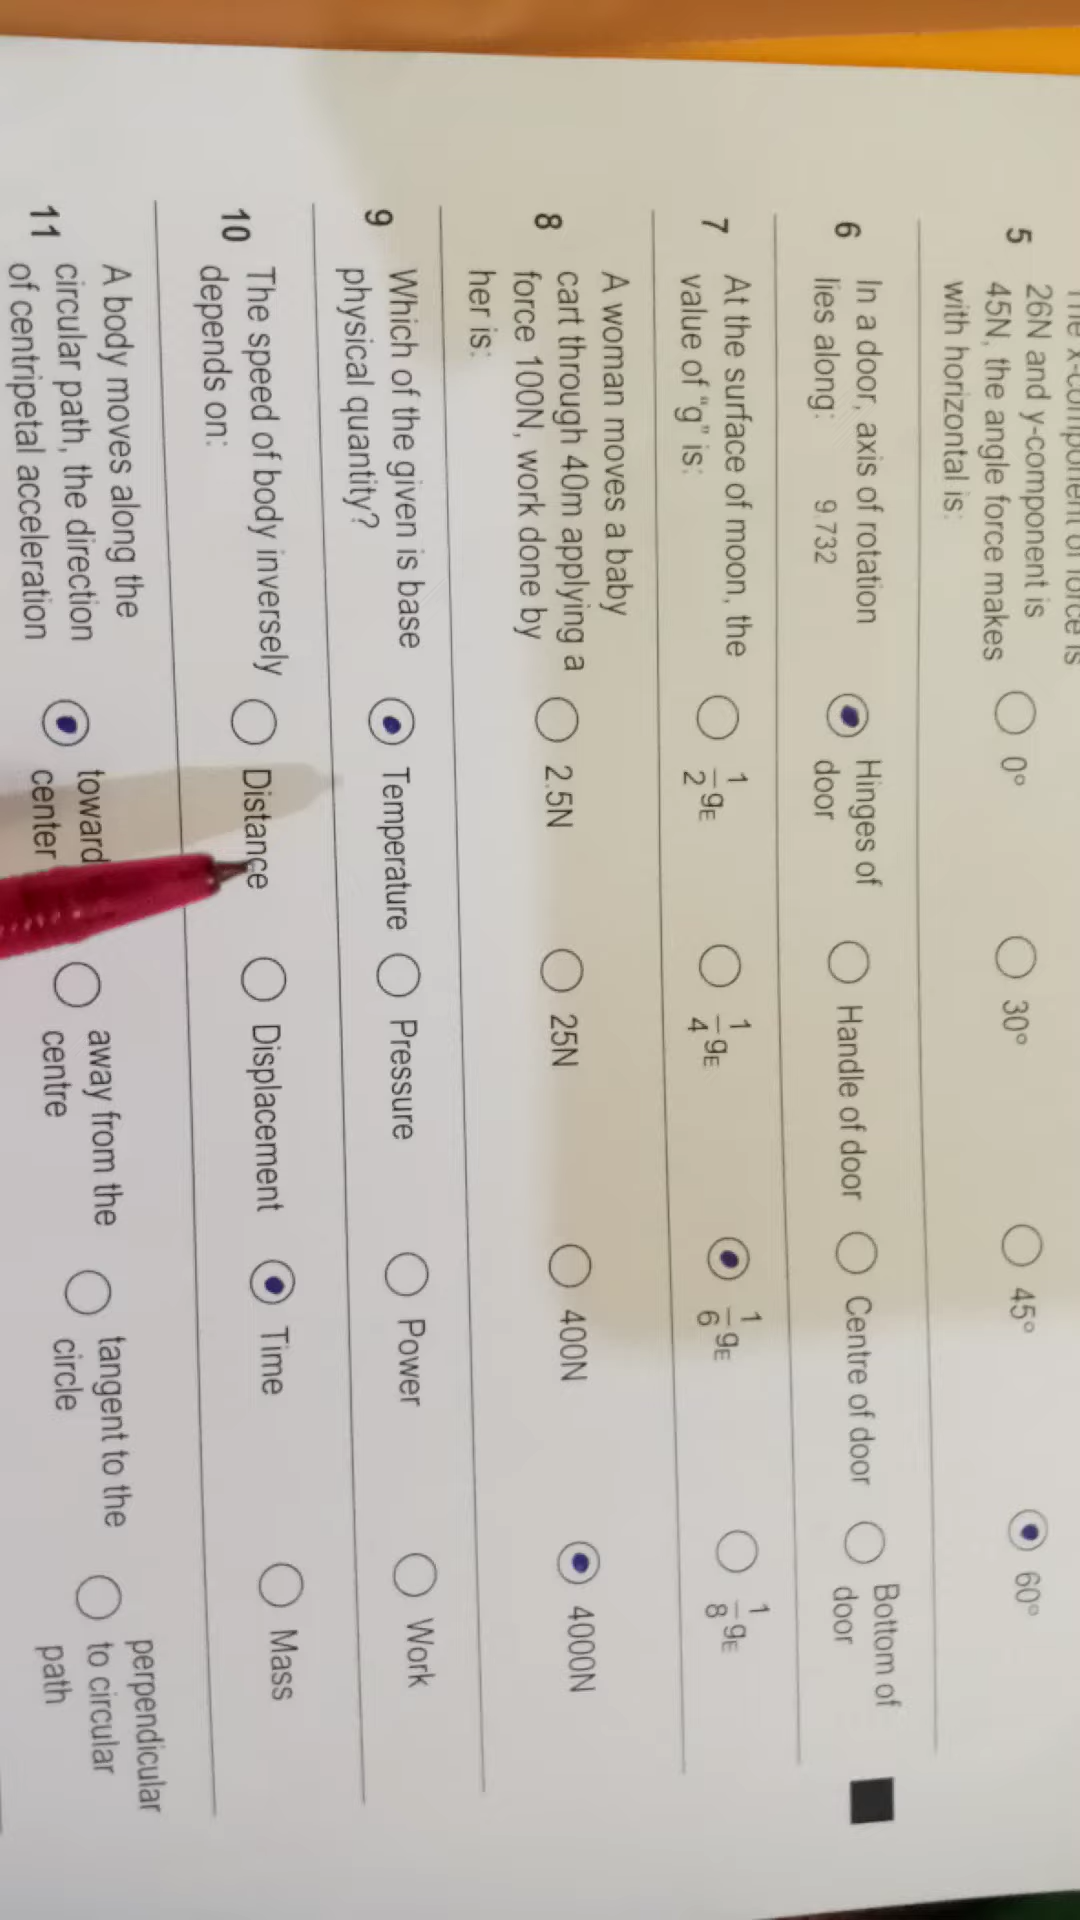 The x-component of force is
5 26N and y-component is
45N, the angle force makes
with horizontal is:
0° 30° 45° 60°
6 In a door, axis of rotation
lies along: 9.732
Hinges of
door
Handle of door
Centre of door
Bottom of
door
7 At the surface of moon, the
value of "g" is:
1/2 gE 1/4 gE 1/6 gE 1/8 gE
A woman moves a baby
8 cart through 40m applying a
force 100N, work done by
her is:
2.5N 25N 400N 4000N
9 Which of the given is base
physical quantity?
Temperature Pressure Power Work
10 The speed of body inversely
depends on:
Distance Displacement Time Mass
A body moves along the
11 circular path, the direction
of centripetal acceleration
toward
center
away from the
centre
tangent to the
circle
perpendicular
to circular
path